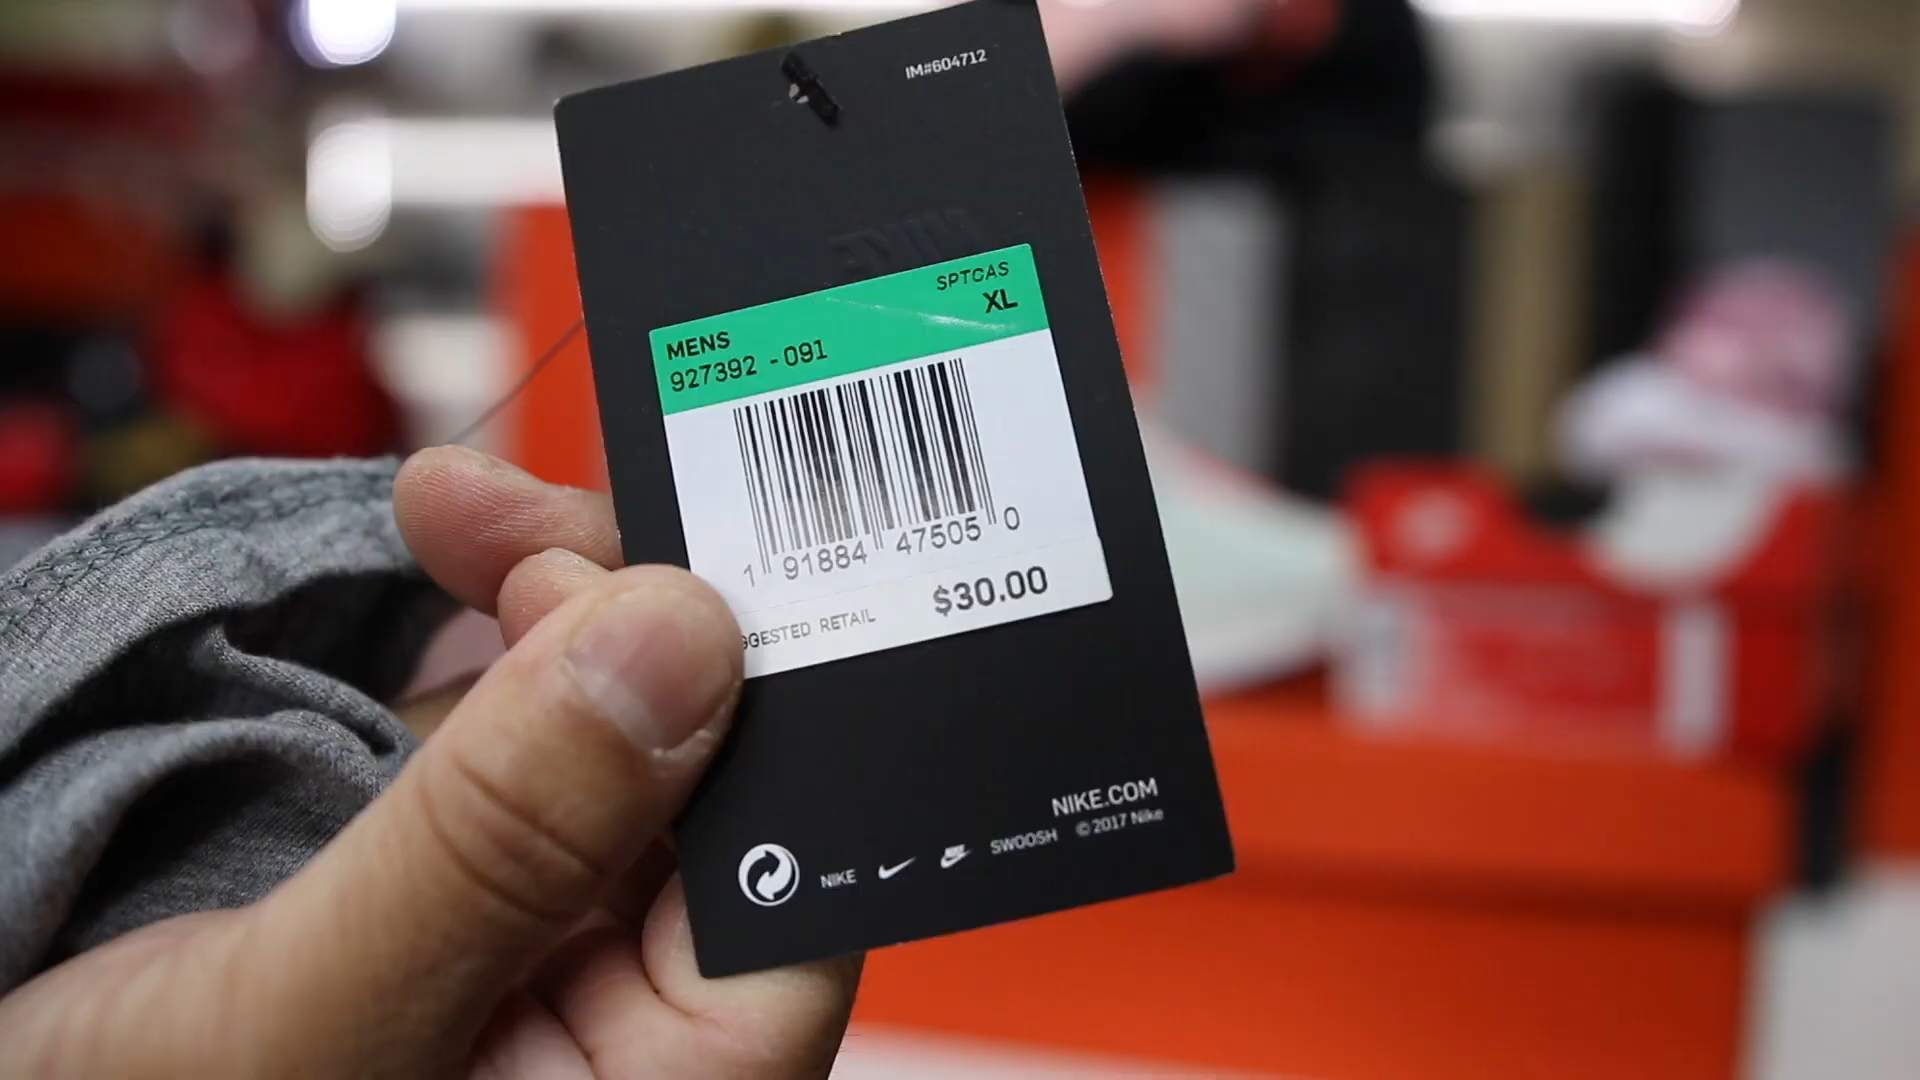 IM#604712
SPTCAS
XL
MENS
927392 - 091
1 91884 47505 0
GGESTED RETAIL $30.00
NIKE.COM
NIKE SWOOSH © 2017 Nike